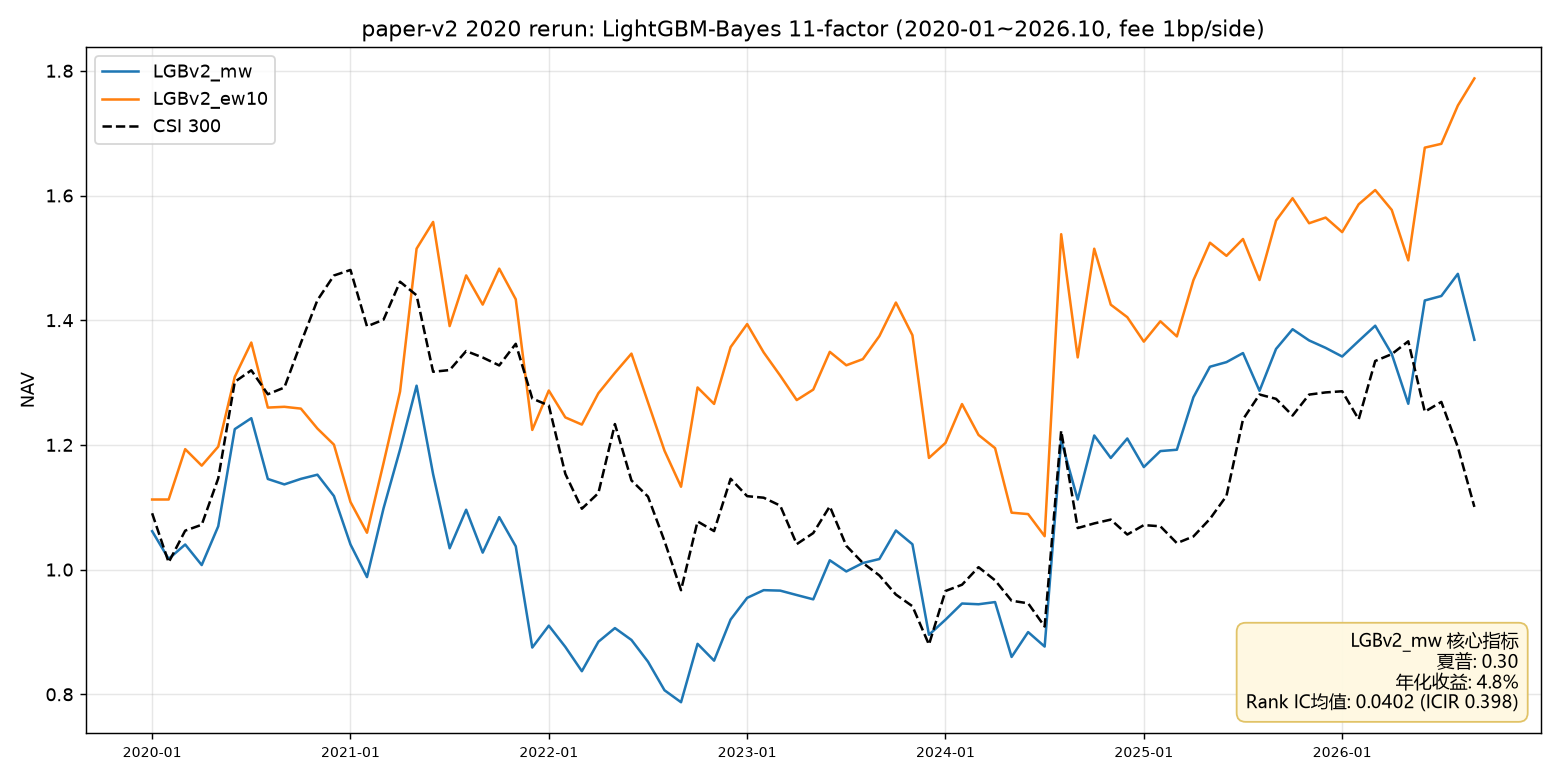 paper-v2 2020 rerun: LightGBM-Bayes 11-factor (2020-01~2026.10, fee 1bp/side)
LGBv2_mw
LGBv2_ew10
CSI 300
1.8
1.6
1.4
1.2
1.0
0.8
NAV
LGBv2_mw 核心指标
夏普: 0.30
年化收益: 4.8%
Rank IC均值: 0.0402 (ICIR 0.398)
2020-01
2021-01
2022-01
2023-01
2024-01
2025-01
2026-01